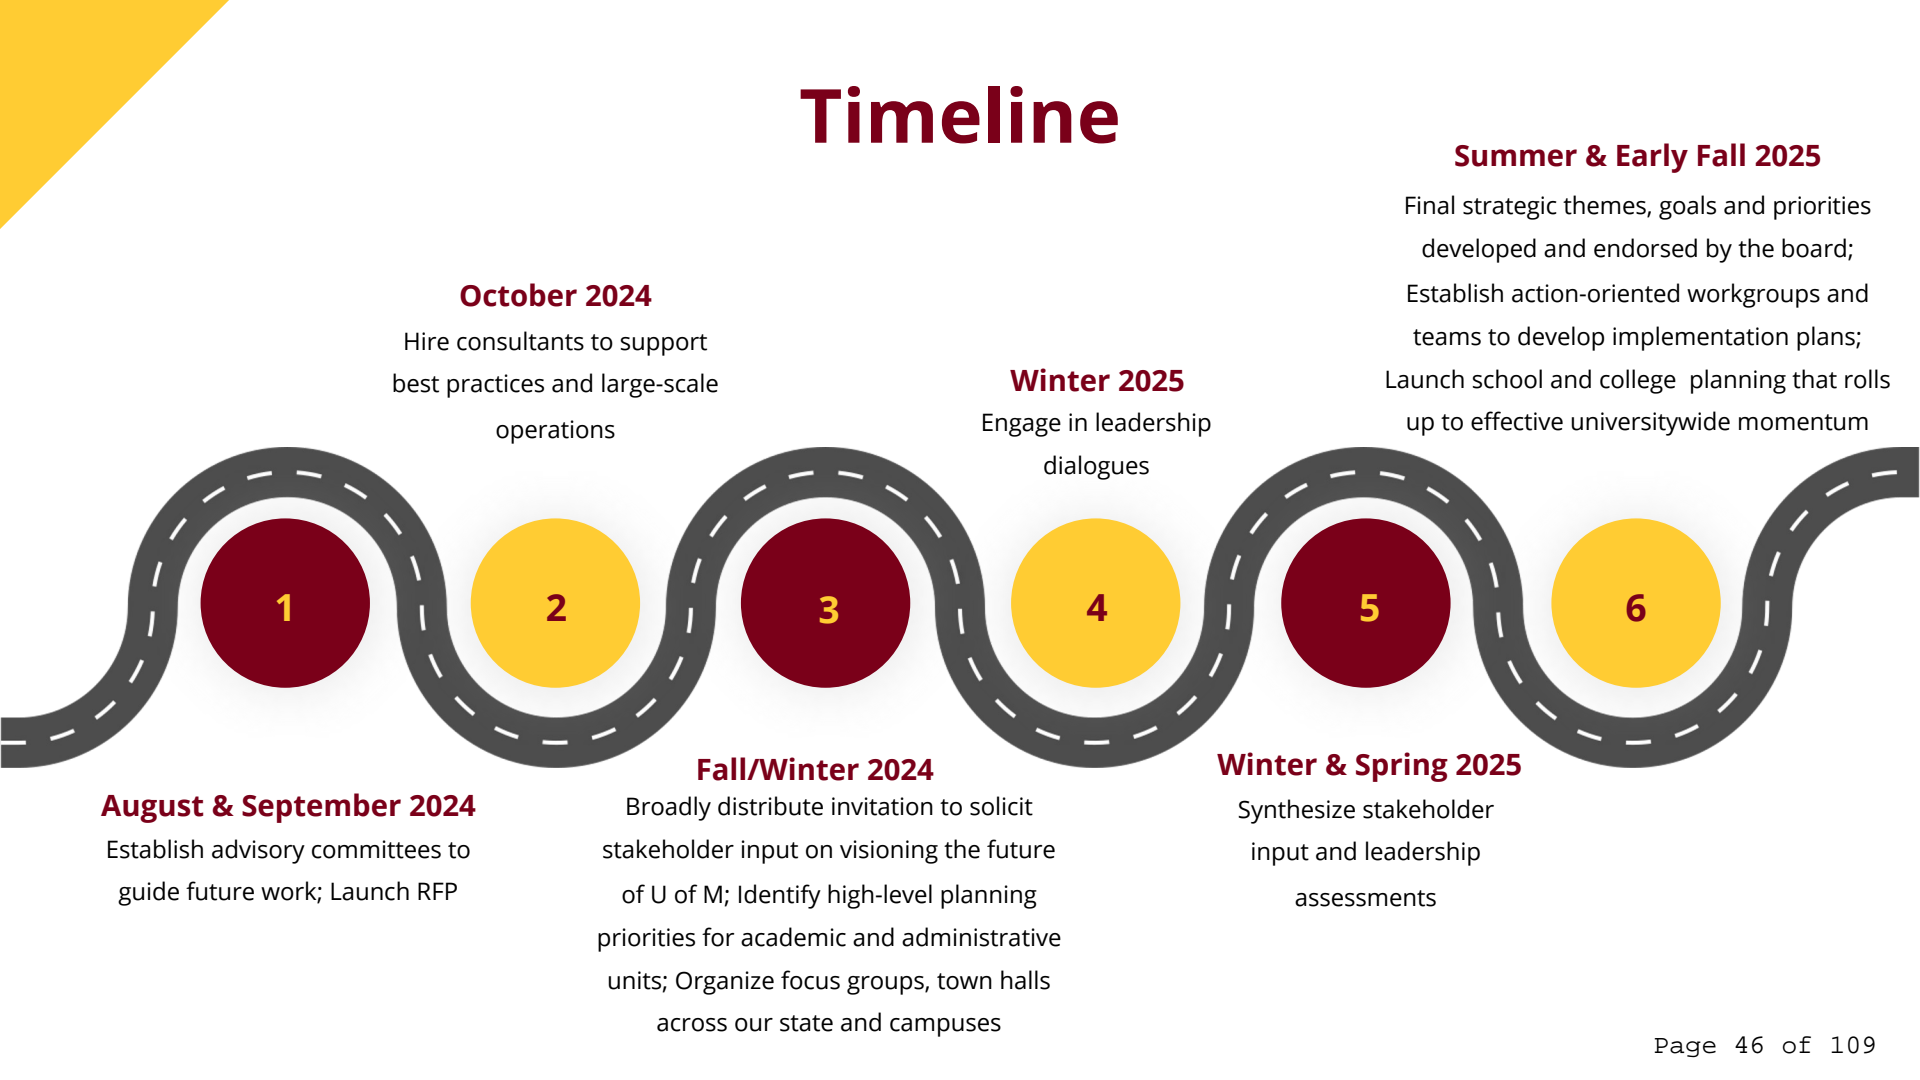 Timeline
August & September 2024
Establish advisory committees to
guide future work; Launch RFP
1
October 2024
Hire consultants to support
best practices and large-scale
operations
2
Fall/Winter 2024
Broadly distribute invitation to solicit
stakeholder input on visioning the future
of U of M; Identify high-level planning
priorities for academic and administrative
units; Organize focus groups, town halls
across our state and campuses
3
Winter 2025
Engage in leadership
dialogues
4
Winter & Spring 2025
Synthesize stakeholder
input and leadership
assessments
5
Summer & Early Fall 2025
Final strategic themes, goals and priorities
developed and endorsed by the board;
Establish action-oriented workgroups and
teams to develop implementation plans;
Launch school and college  planning that rolls
up to effective universitywide momentum
6
Page 46 of 109